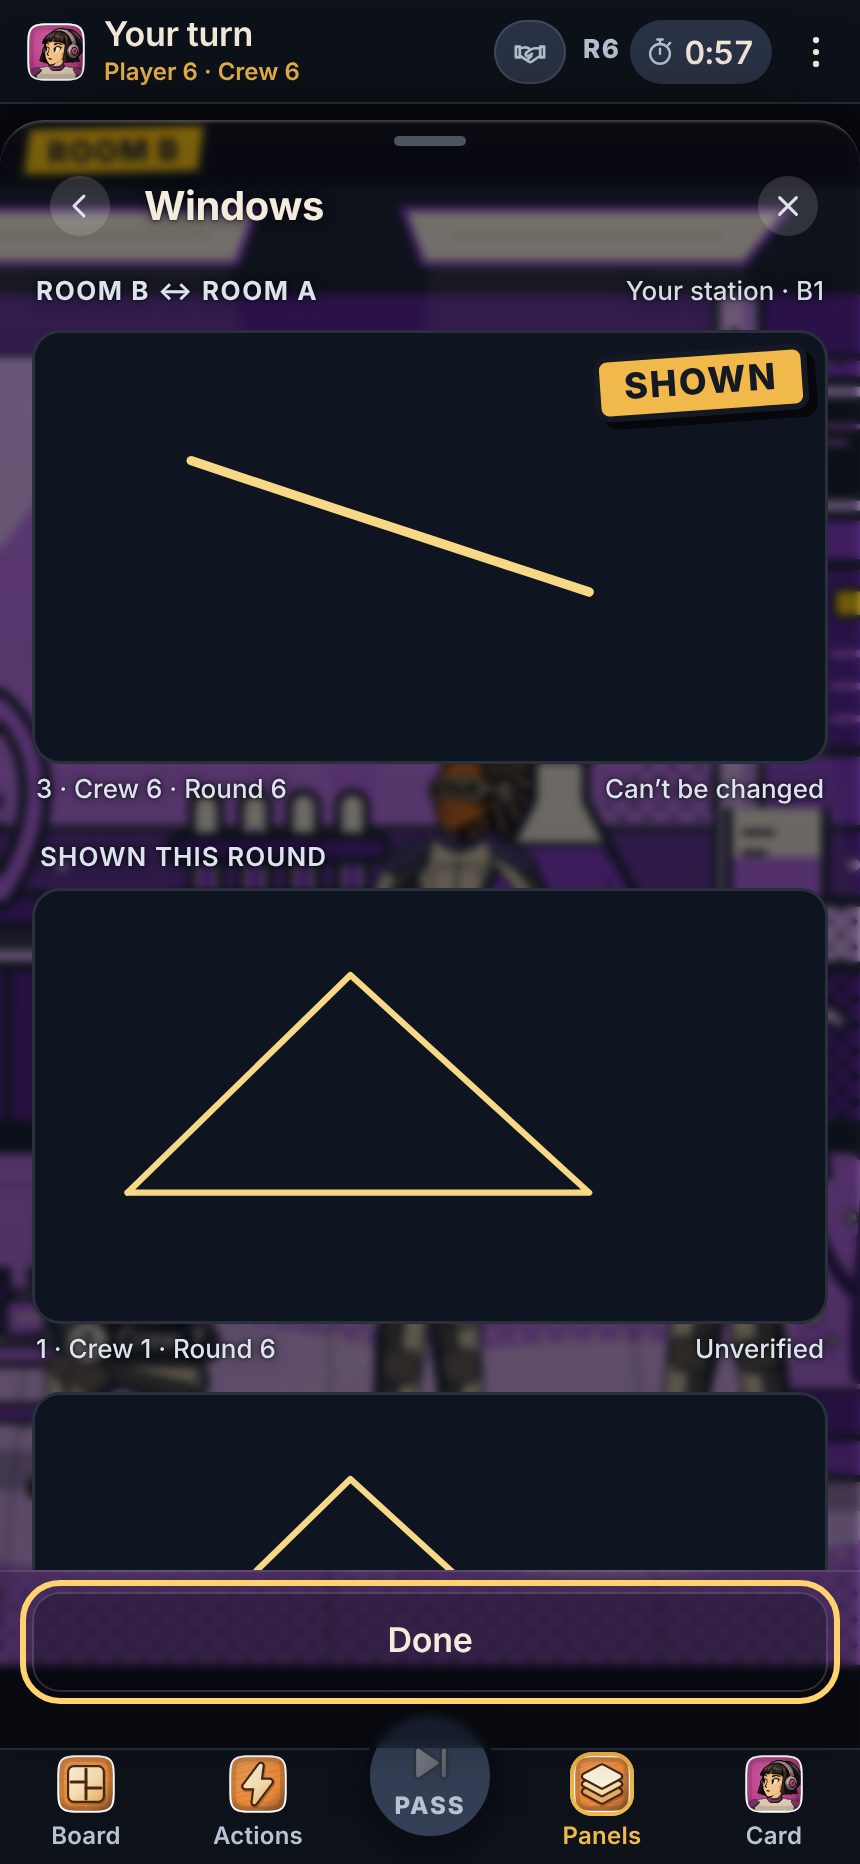 Your turn
Player 6 · Crew 6
R6
0:57
ROOM B
Windows
ROOM B ↔ ROOM A
Your station · B1
SHOWN
3 · Crew 6 · Round 6
Can’t be changed
SHOWN THIS ROUND
1 · Crew 1 · Round 6
Unverified
Done
PASS
Board
Actions
Panels
Card